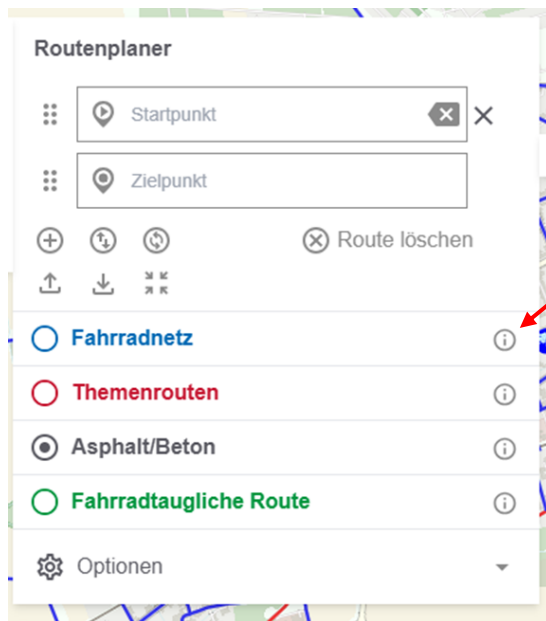 Routenplaner
Startpunkt
Zielpunkt
Route löschen
Fahrradnetz
Themenrouten
Asphalt/Beton
Fahrradtaugliche Route
Optionen